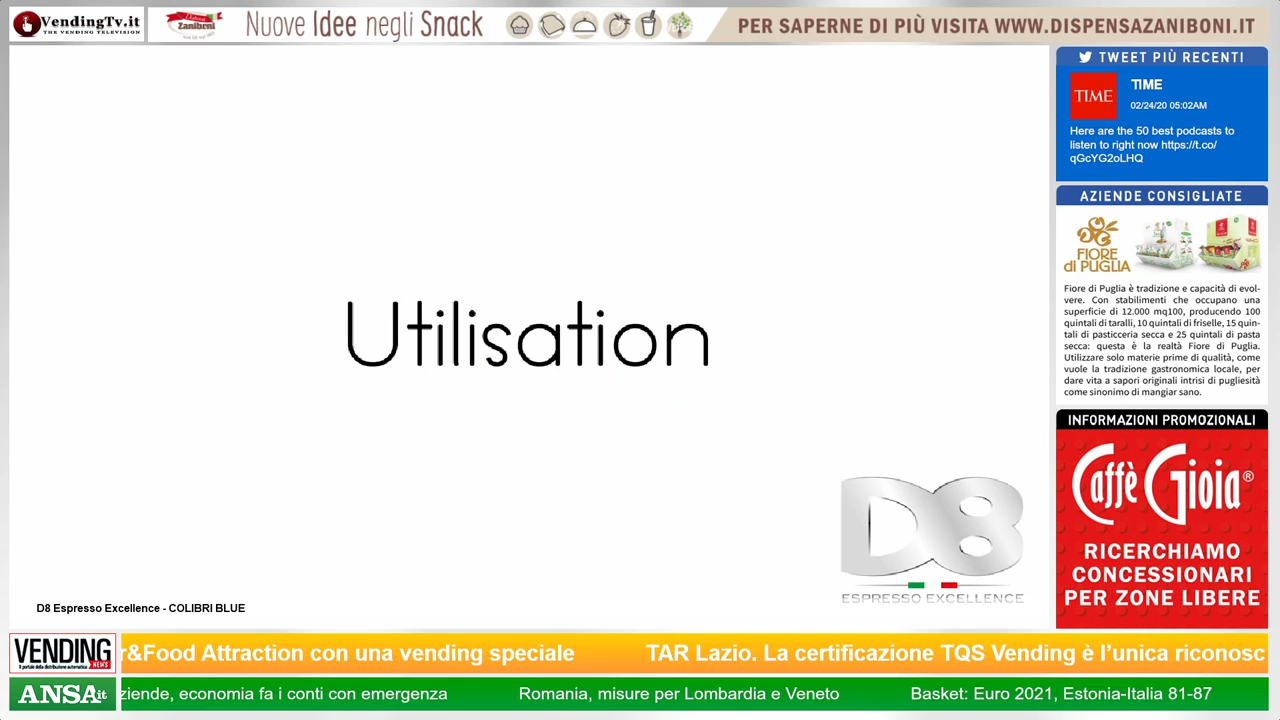 VendingTv.it
THE VENDING TELEVISION
Zaniboni
Nuove Idee negli Snack
PER SAPERNE DI PIÙ VISITA WWW.DISPENSAZANIBONI.IT
TWEET PIÙ RECENTI
TIME
TIME
02/24/20 05:02AM
Here are the 50 best podcasts to
listen to right now https://t.co/
qGcYG2oLHQ
AZIENDE CONSIGLIATE
FIORE
di PUGLIA
Fiore di Puglia è tradizione e capacità di evol-
vere. Con stabilimenti che occupano una
superficie di 12.000 mq100, producendo 100
quintali di taralli, 10 quintali di friselle, 15 quin-
tali di pasticceria secca e 25 quintali di pasta
secca: questa è la realtà Fiore di Puglia.
Utilizzare solo materie prime di qualità, come
vuole la tradizione gastronomica locale, per
dare vita a sapori originali intrisi di pugliesità
come sinonimo di mangiar sano.
INFORMAZIONI PROMOZIONALI
Caffè Gioia®
RICERCHIAMO
CONCESSIONARI
PER ZONE LIBERE
Utilisation
D8
ESPRESSO EXCELLENCE
D8 Espresso Excellence - COLIBRI BLUE
VENDING
NEWS
Il portale della distribuzione automatica
r&Food Attraction con una vending speciale TAR Lazio. La certificazione TQS Vending è l'unica riconosc
ANSA.it
ziende, economia fa i conti con emergenza Romania, misure per Lombardia e Veneto Basket: Euro 2021, Estonia-Italia 81-87